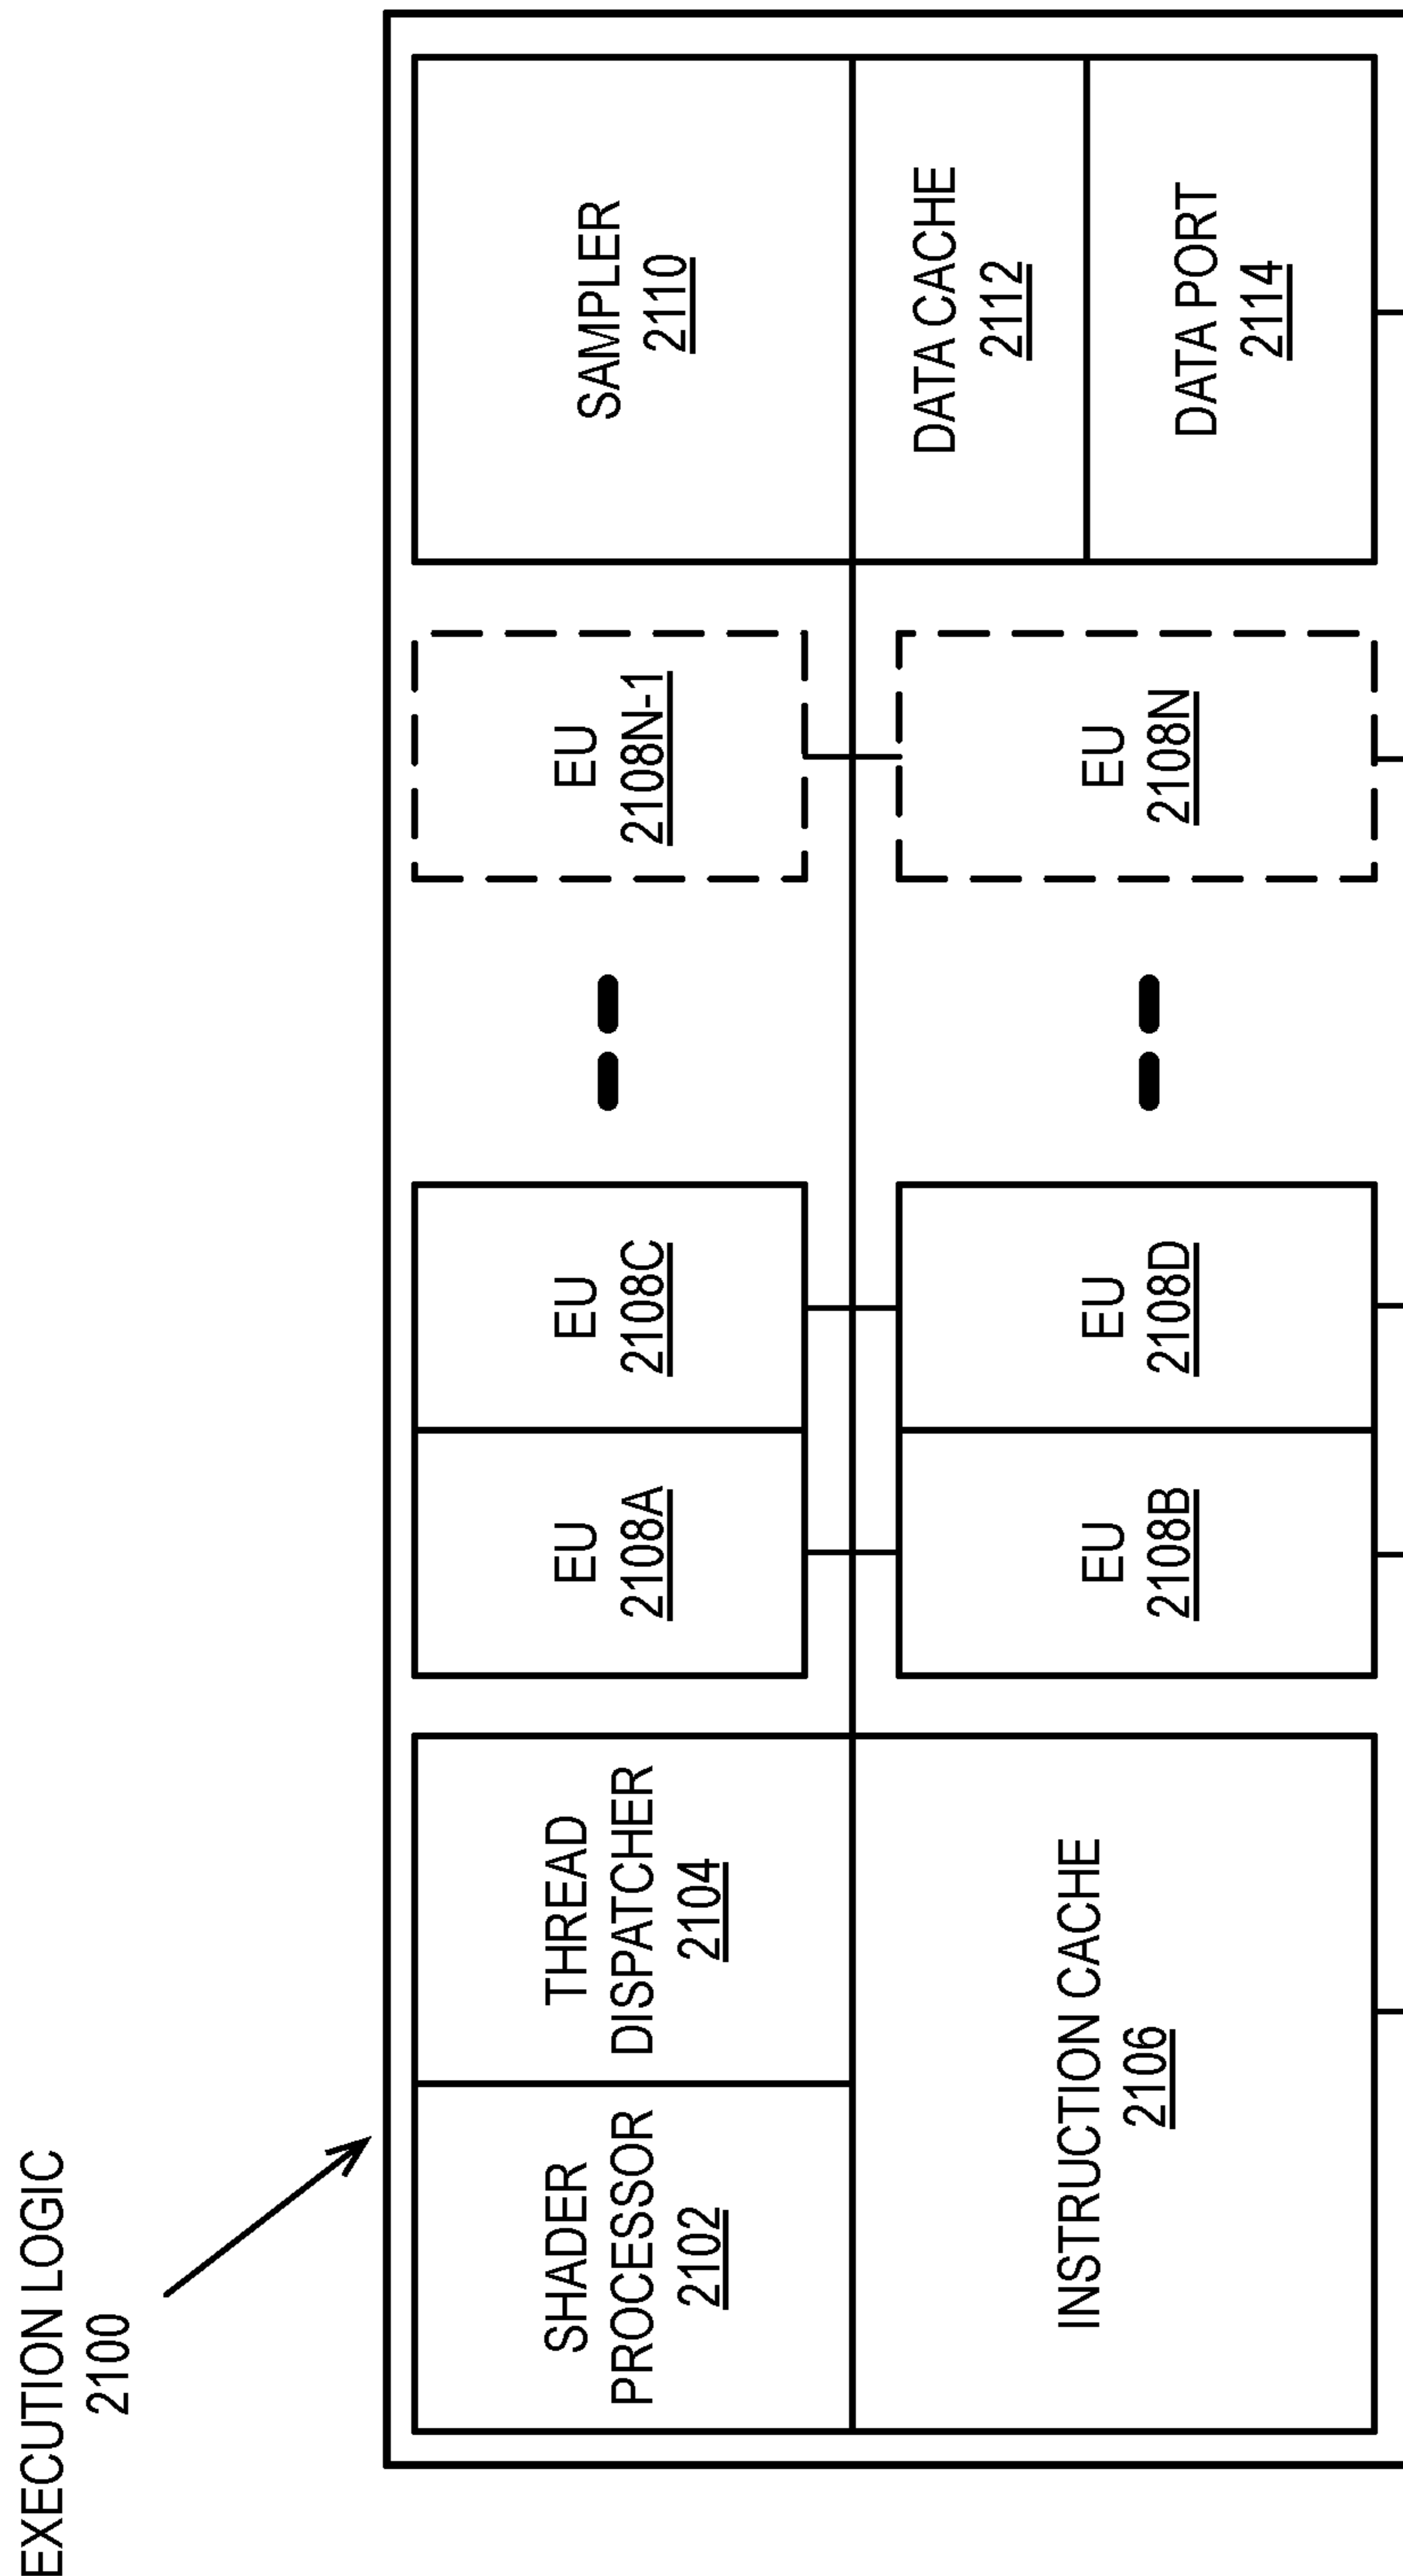 EXECUTION LOGIC
2100
SHADER
PROCESSOR
2102
THREAD
DISPATCHER
2104
EU
2108A
EU
2108C
EU
2108N-1
SAMPLER
2110
INSTRUCTION CACHE
2106
EU
2108B
EU
2108D
EU
2108N
DATA CACHE
2112
DATA PORT
2114